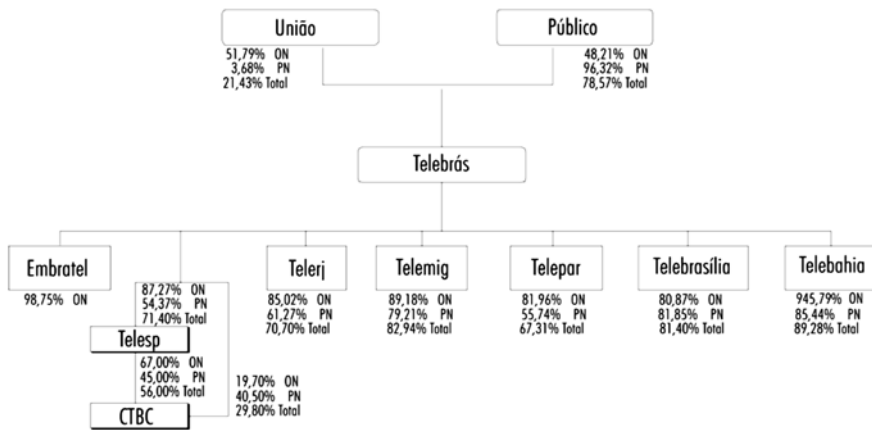 União
51,79% ON
3,68% PN
21,43% Total
Público
48,21% ON
96,32% PN
78,57% Total
Telebrás
Embratel
98,75% ON
87,27% ON
54,37% PN
71,40% Total
Telesp
67,00% ON
45,00% PN
56,00% Total
CTBC
19,70% ON
40,50% PN
29,80% Total
Telerj
85,02% ON
61,27% PN
70,70% Total
Telemig
89,18% ON
79,21% PN
82,94% Total
Telepar
81,96% ON
55,74% PN
67,31% Total
Telebrasília
80,87% ON
81,85% PN
81,40% Total
Telebahia
945,79% ON
85,44% PN
89,28% Total